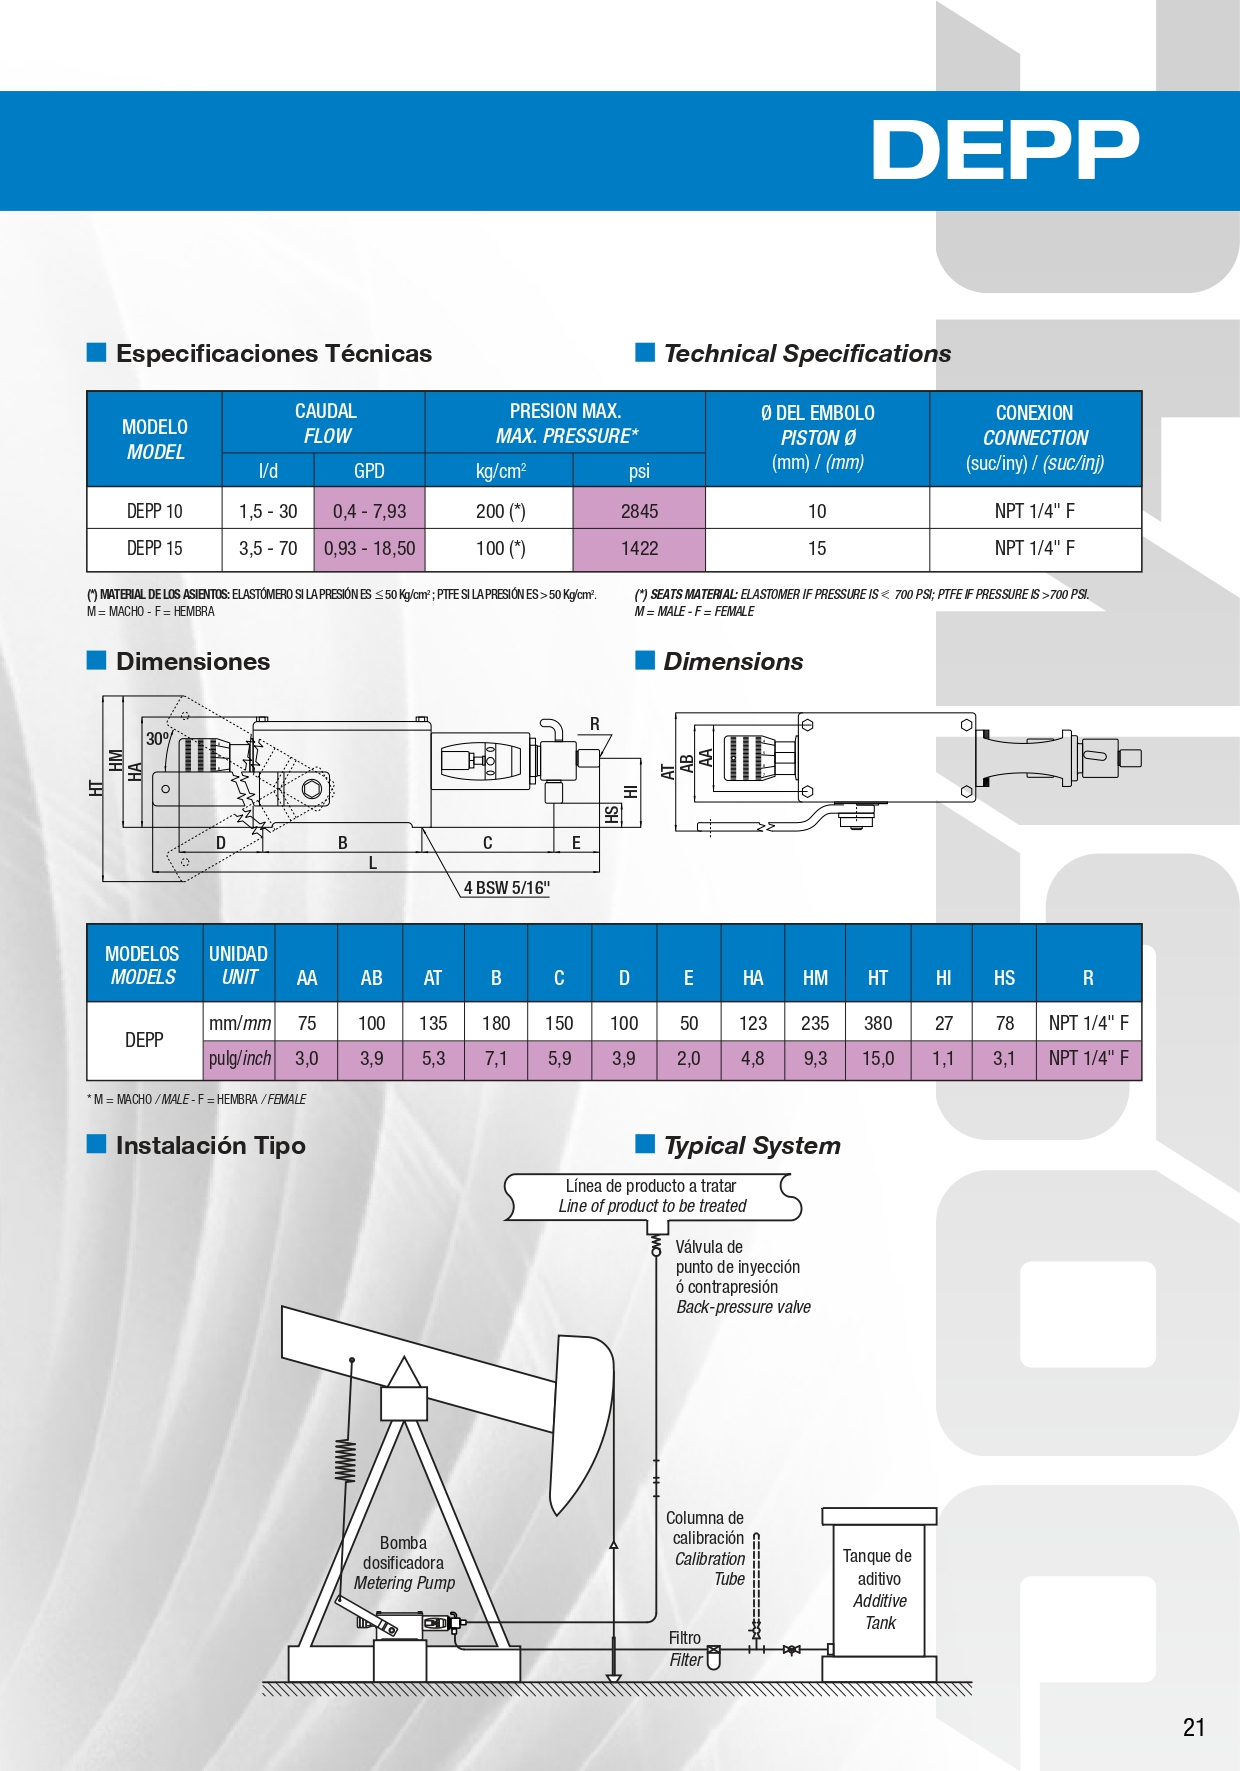 DEPP
Especificaciones Técnicas
Technical Specifications
MODELO
MODEL
CAUDAL
FLOW
PRESION MAX.
MAX. PRESSURE*
Ø DEL EMBOLO
PISTON Ø
(mm) / (mm)
CONEXION
CONNECTION
(suc/iny) / (suc/inj)
l/d GPD kg/cm² psi
DEPP 10 1,5 - 30 0,4 - 7,93 200 (*) 2845 10 NPT 1/4" F
DEPP 15 3,5 - 70 0,93 - 18,50 100 (*) 1422 15 NPT 1/4" F
(*) MATERIAL DE LOS ASIENTOS: ELASTÓMERO SI LA PRESIÓN ES ≤ 50 Kg/cm² ; PTFE SI LA PRESIÓN ES > 50 Kg/cm².
M = MACHO - F = HEMBRA
(*) SEATS MATERIAL: ELASTOMER IF PRESSURE IS ⩽ 700 PSI; PTFE IF PRESSURE IS >700 PSI.
M = MALE - F = FEMALE
Dimensiones
Dimensions
HT HM HA 30º R HI HS
D B C E
L
4 BSW 5/16"
AT AB AA
MODELOS
MODELS
UNIDAD
UNIT
AA AB AT B C D E HA HM HT HI HS R
DEPP
mm/mm 75 100 135 180 150 100 50 123 235 380 27 78 NPT 1/4" F
pulg/inch 3,0 3,9 5,3 7,1 5,9 3,9 2,0 4,8 9,3 15,0 1,1 3,1 NPT 1/4" F
* M = MACHO / MALE - F = HEMBRA / FEMALE
Instalación Tipo
Typical System
Línea de producto a tratar
Line of product to be treated
Válvula de
punto de inyección
ó contrapresión
Back-pressure valve
Columna de
calibración
Calibration
Tube
Bomba
dosificadora
Metering Pump
Tanque de
aditivo
Additive
Tank
Filtro
Filter
21